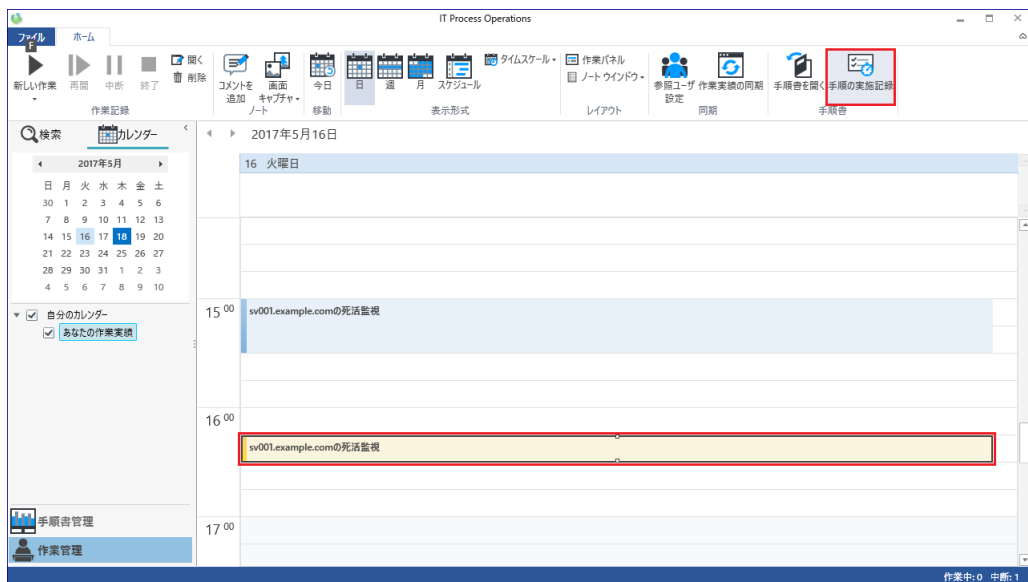 IT Process Operations
ファイル ホーム
F
新しい作業 再開 中断 終了 開く 削除
作業記録
コメントを追加 画面キャプチャ
ノート
今日
移動
日 週 月 スケジュール タイムスケール
表示形式
作業パネル
ノート ウインドウ
レイアウト
参照ユーザ設定 作業実績の同期
同期
手順書を開く 手順の実施記録
手順書
検索 カレンダー
2017年5月16日
2017年5月
16 火曜日
日 月 火 水 木 金 土
30 1 2 3 4 5 6
7 8 9 10 11 12 13
14 15 16 17 18 19 20
21 22 23 24 25 26 27
28 29 30 31 1 2 3
4 5 6 7 8 9 10
自分のカレンダー
あなたの作業実績
15 00
sv001.example.comの死活監視
16 00
sv001.example.comの死活監視
17 00
手順書管理
作業管理
作業中: 0 中断: 1